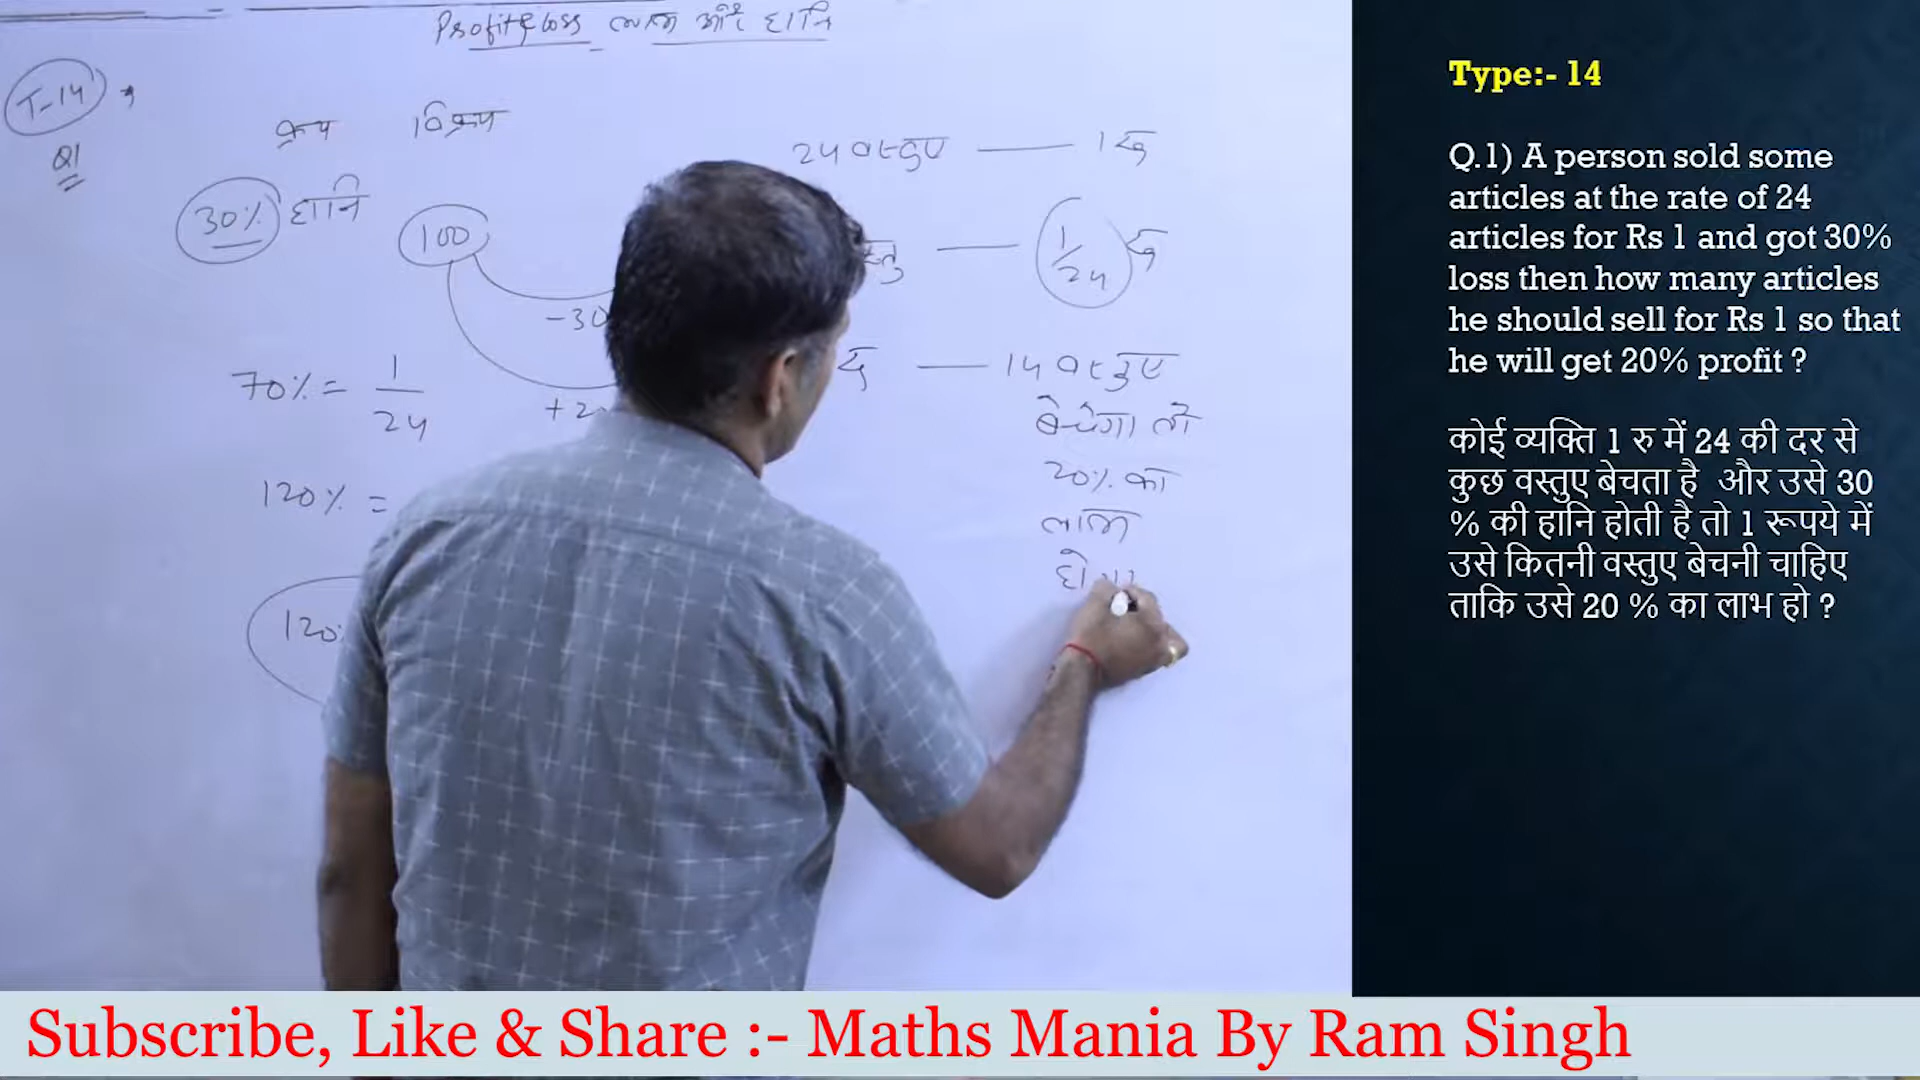 Profit & Loss लाभ और हानि
T-14
Q1
क्रय विक्रय
30% हानि
100
-30
70% = 1/24
120% =
120%
24 वस्तुए — 1 रु
1/24 रु
रु — 14 वस्तुए
बेचेगा तो
20% का
लाभ
Type:- 14
Q.1) A person sold some
articles at the rate of 24
articles for Rs 1 and got 30%
loss then how many articles
he should sell for Rs 1 so that
he will get 20% profit ?
कोई व्यक्ति 1 रु में 24 की दर से
कुछ वस्तुए बेचता है और उसे 30
% की हानि होती है तो 1 रूपये में
उसे कितनी वस्तुए बेचनी चाहिए
ताकि उसे 20 % का लाभ हो ?
Subscribe, Like & Share :- Maths Mania By Ram Singh